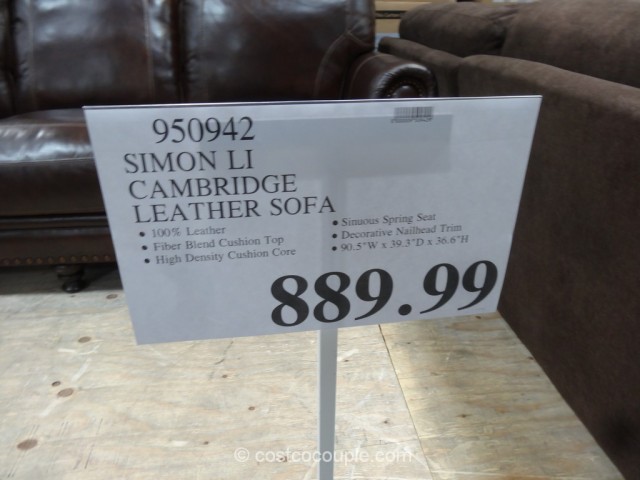 950942
SIMON LI
CAMBRIDGE
LEATHER SOFA
• 100% Leather
• Fiber Blend Cushion Top
• High Density Cushion Core
• Sinuous Spring Seat
• Decorative Nailhead Trim
• 90.5"W x 39.3"D x 36.6"H
889.99
© costcocouple.com